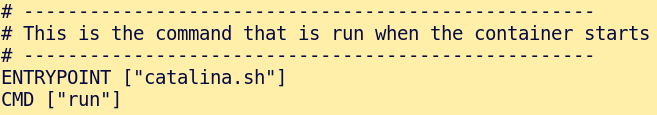 # ----------------------------------------------------
# This is the command that is run when the container starts
# ----------------------------------------------------
ENTRYPOINT ["catalina.sh"]
CMD ["run"]